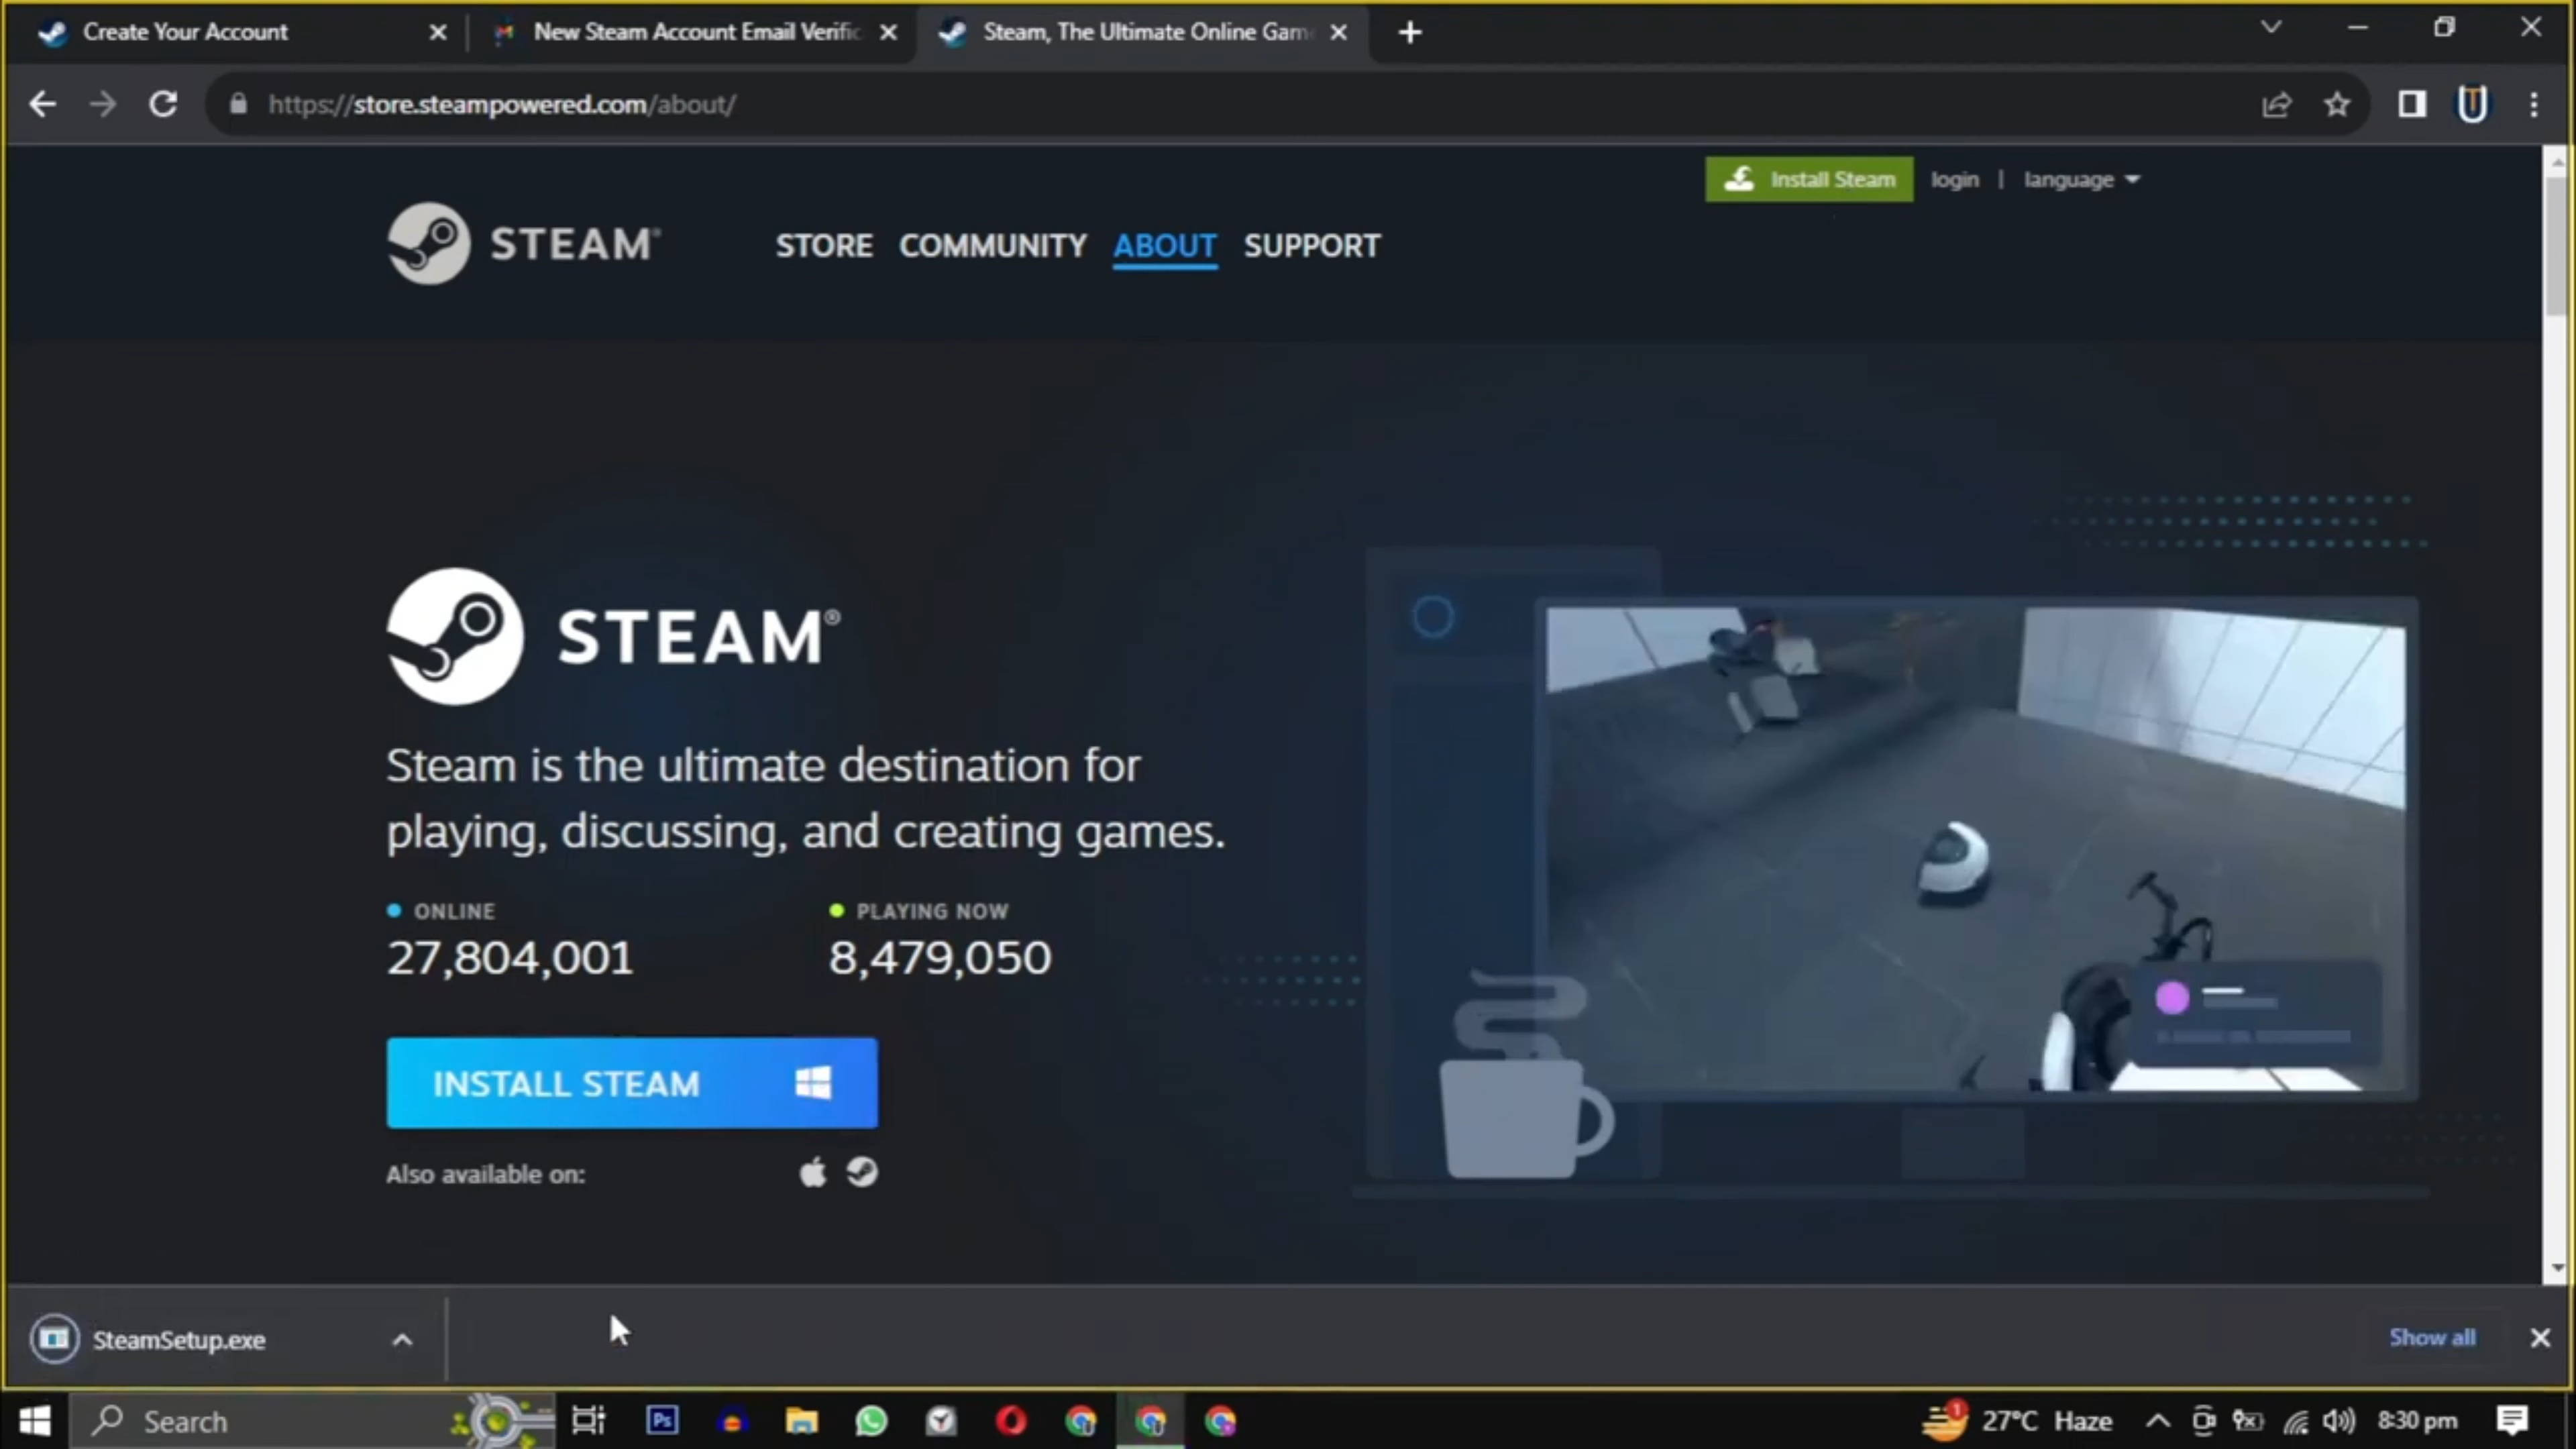 Create Your Account
New Steam Account Email Verific
Steam, The Ultimate Online Gam
https://store.steampowered.com/about/
Install Steam
login | language
STEAM®
STORE COMMUNITY ABOUT SUPPORT
STEAM®
Steam is the ultimate destination for
playing, discussing, and creating games.
ONLINE
27,804,001
PLAYING NOW
8,479,050
INSTALL STEAM
Also available on:
SteamSetup.exe
Show all
Search
Ps
1
27°C Haze
8:30 pm